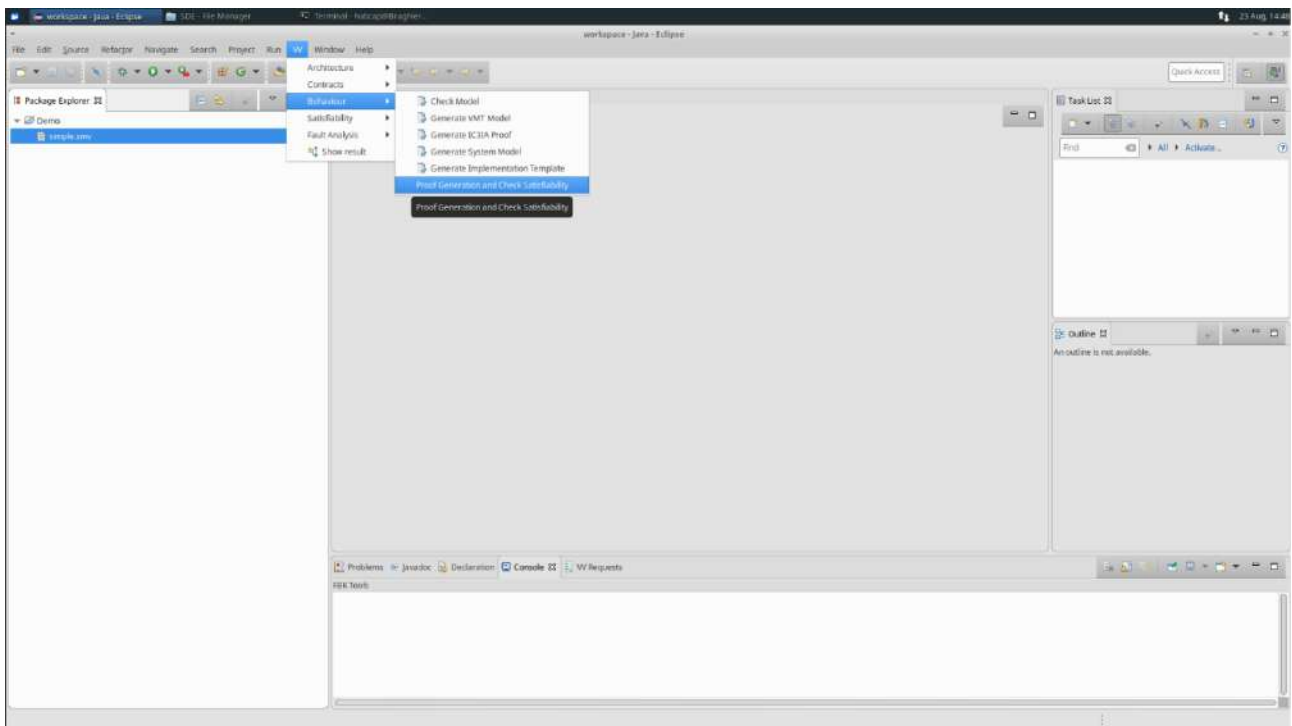 workspace - Java - Eclipse
SDE - File Manager
23 Aug, 14:48
workspace - Java - Eclipse
File Edit Source Refactor Navigate Search Project Run VV Window Help
Quick Access
Package Explorer
Demo
simple.smv
Architecture
Contracts
Behaviour
Satisfiability
Fault Analysis
Show result
Check Model
Generate VMT Model
Generate IC3IA Proof
Generate System Model
Generate Implementation Template
Proof Generation and Check Satisfiability
Proof Generation and Check Satisfiability
Task List
Find All Activate...
Outline
An outline is not available.
Problems Javadoc Declaration Console VV Requests
FBK Tools